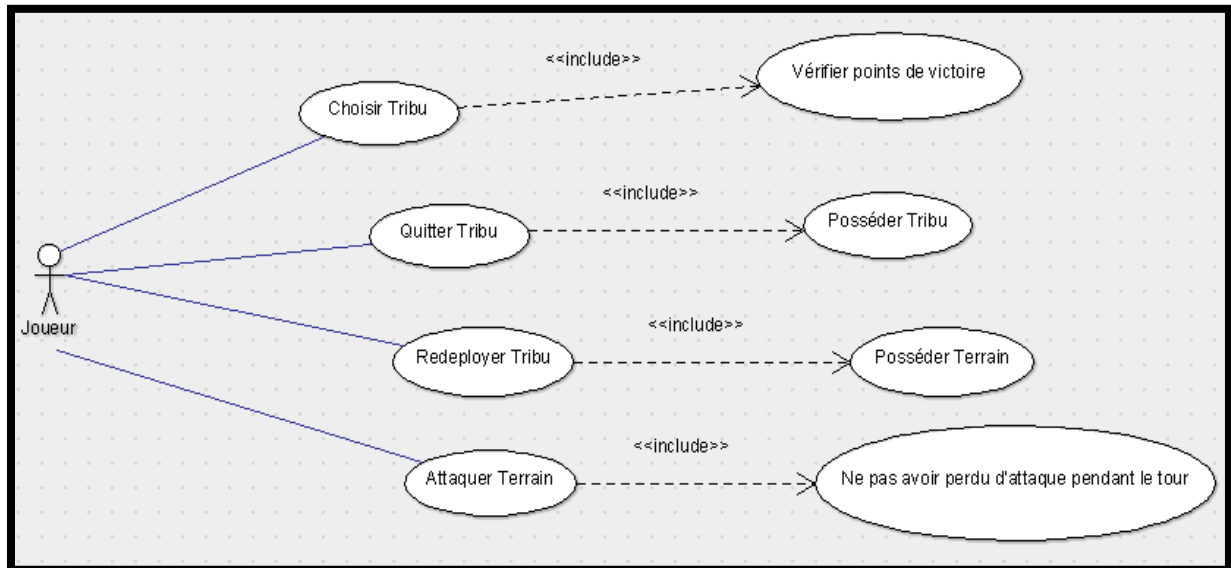 <<include>>
Vérifier points de victoire
Choisir Tribu
<<include>>
Quitter Tribu
Posséder Tribu
Joueur
<<include>>
Redeployer Tribu
Posséder Terrain
<<include>>
Attaquer Terrain
Ne pas avoir perdu d'attaque pendant le tour